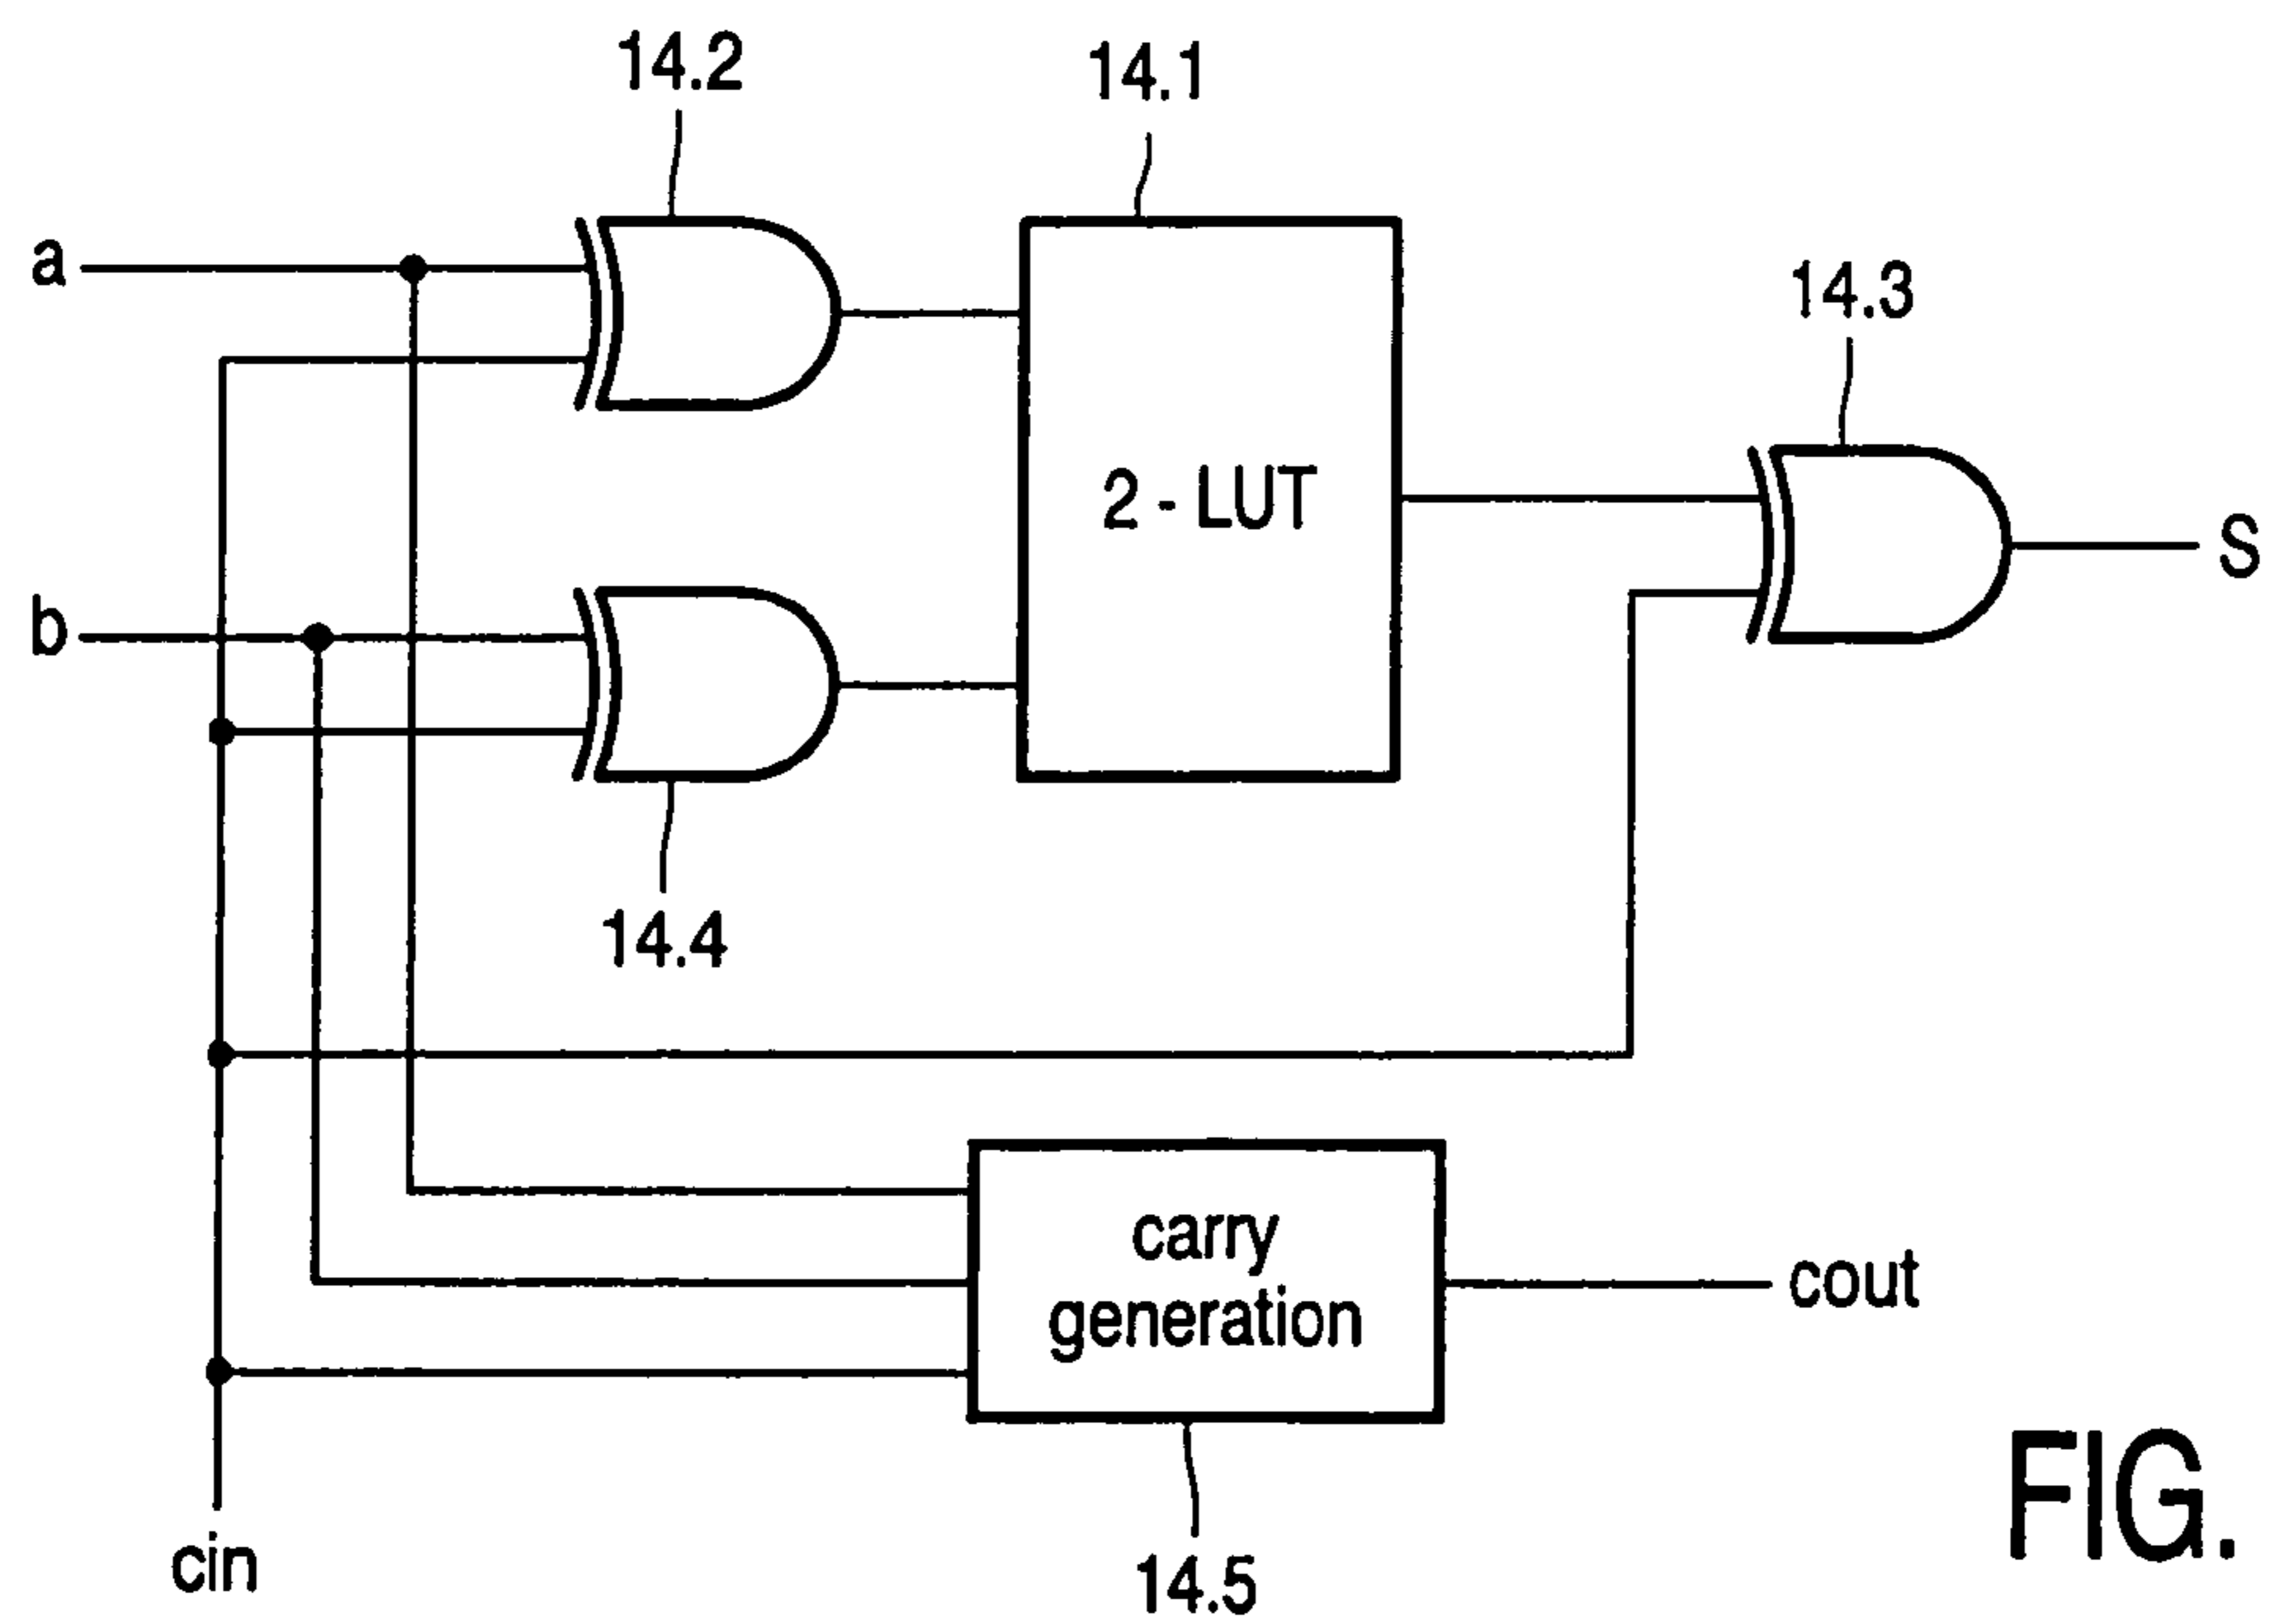 14.2
14.1
a
14.3
2 - LUT
S
b
14.4
carry
generation
cout
cin
14.5
FIG.